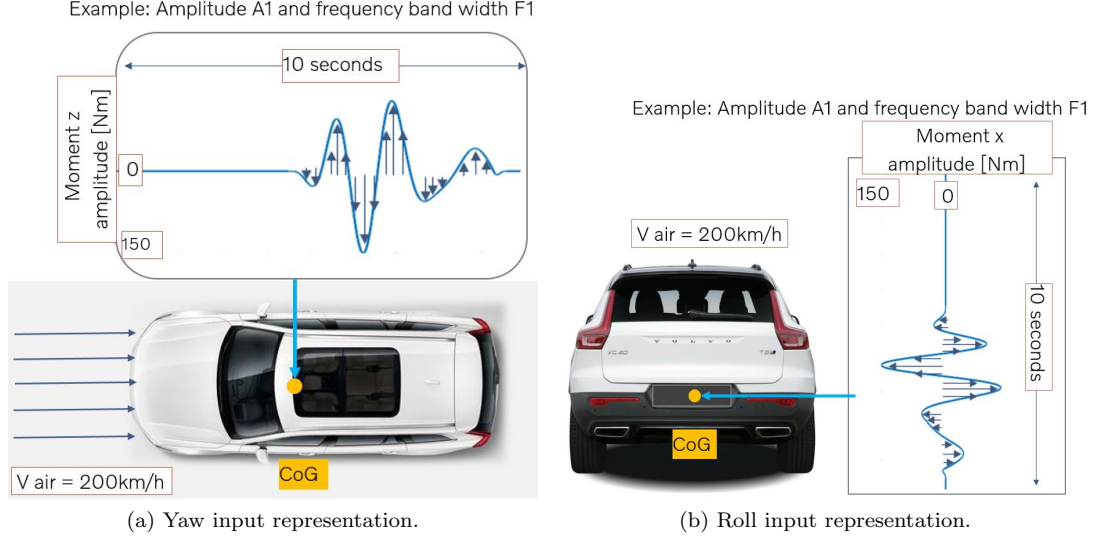 Example: Amplitude A1 and frequency band width F1
10 seconds
Moment z
amplitude [Nm]
0
150
V air = 200km/h
CoG
(a) Yaw input representation.
Example: Amplitude A1 and frequency band width F1
Moment x
amplitude [Nm]
150
0
V air = 200km/h
10 seconds
VOLVO
XC40
CoG
(b) Roll input representation.